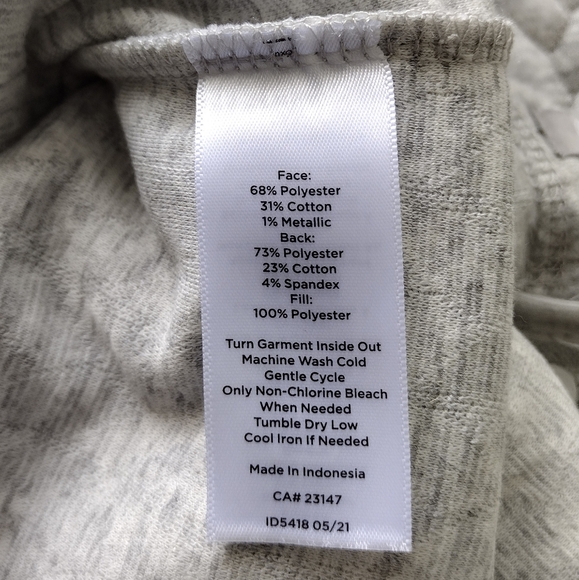 Face:
68% Polyester
31% Cotton
1% Metallic
Back:
73% Polyester
23% Cotton
4% Spandex
Fill:
100% Polyester
Turn Garment Inside Out
Machine Wash Cold
Gentle Cycle
Only Non-Chlorine Bleach
When Needed
Tumble Dry Low
Cool Iron If Needed
Made In Indonesia
CA# 23147
ID5418 05/21